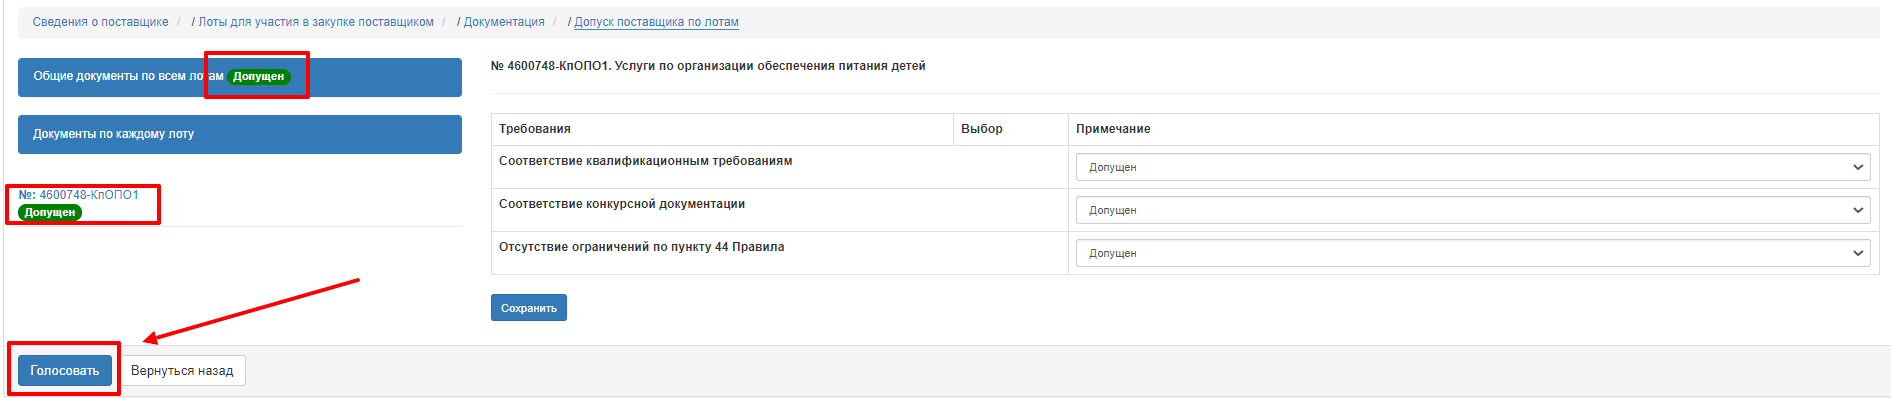 Сведения о поставщике / / Лоты для участия в закупке поставщиком / / Документация / / Допуск поставщика по лотам
Общие документы по всем лотам Допущен
Документы по каждому лоту
№: 4600748-КпОПО1
Допущен
№ 4600748-КпОПО1. Услуги по организации обеспечения питания детей
Требования Выбор Примечание
Соответствие квалификационным требованиям Допущен
Соответствие конкурсной документации Допущен
Отсутствие ограничений по пункту 44 Правила Допущен
Сохранить
Голосовать Вернуться назад